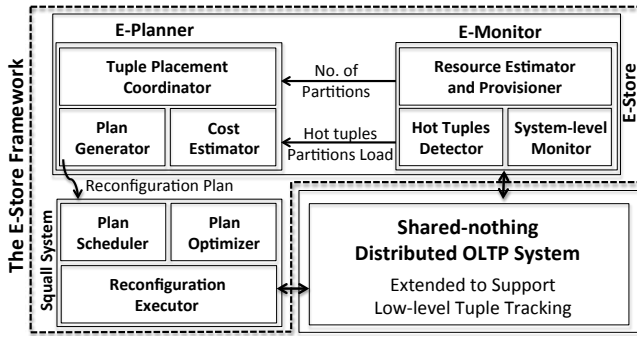 The E-Store Framework
E-Planner
E-Monitor
E-Store
Tuple Placement
Coordinator
No. of
Partitions
Resource Estimator
and Provisioner
Plan
Generator
Cost
Estimator
Hot tuples
Partitions Load
Hot Tuples
Detector
System-level
Monitor
Reconfiguration Plan
Squall System
Plan
Scheduler
Plan
Optimizer
Reconfiguration
Executor
Shared-nothing
Distributed OLTP System
Extended to Support
Low-level Tuple Tracking